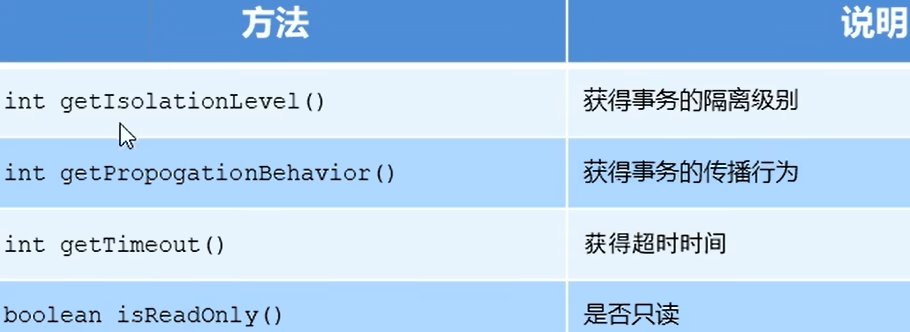 方法 说明
int getIsolationLevel() 获得事务的隔离级别
int getPropogationBehavior() 获得事务的传播行为
int getTimeout() 获得超时时间
boolean isReadOnly() 是否只读